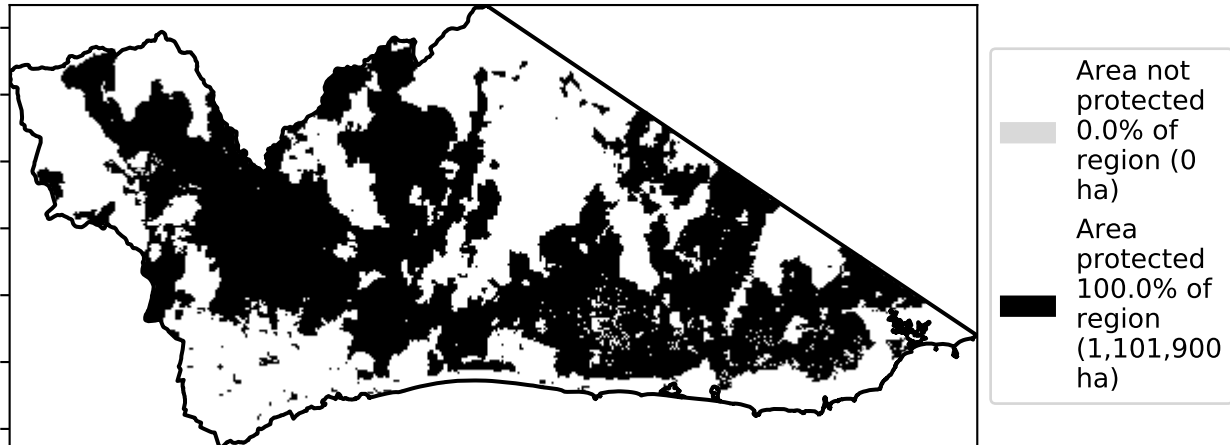 Area not
protected
0.0% of
region (0
ha)
Area
protected
100.0% of
region
(1,101,900
ha)